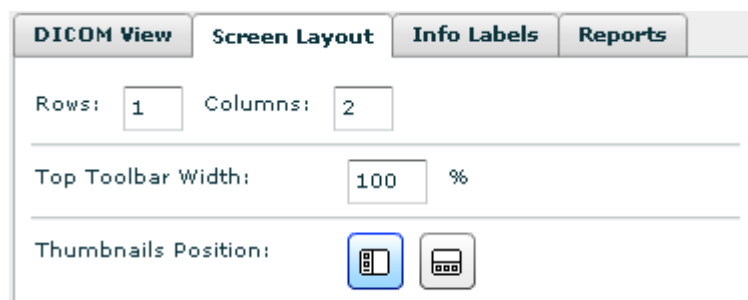 DICOM View Screen Layout Info Labels Reports
Rows: 1 Columns: 2
Top Toolbar Width: 100 %
Thumbnails Position: